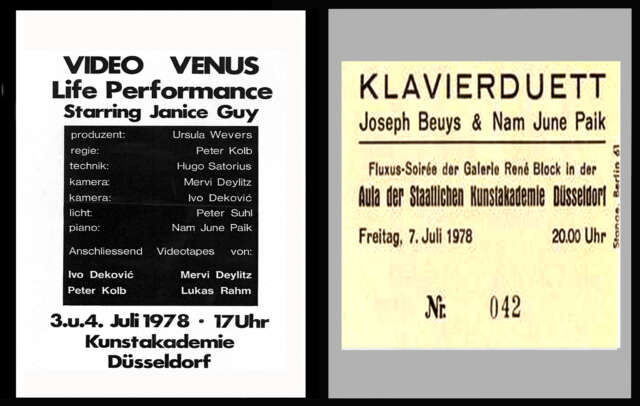 VIDEO VENUS
Life Performance
Starring Janice Guy
produzent: Ursula Wevers
regie: Peter Kolb
technik: Hugo Satorius
kamera: Mervi Deylitz
kamera: Ivo Deković
licht: Peter Suhl
piano: Nam June Paik
Anschliessend Videotapes von:
Ivo Deković Mervi Deylitz
Peter Kolb Lukas Rahm
3.u.4. Juli 1978 · 17Uhr
Kunstakademie
Düsseldorf
KLAVIERDUETT
Joseph Beuys & Nam June Paik
Fluxus-Soirée der Galerie René Block in der
Aula der Staatlichen Kunstakademie Düsseldorf
Freitag, 7. Juli 1978 20.00 Uhr
Nr. 042
Stange, Berlin 61